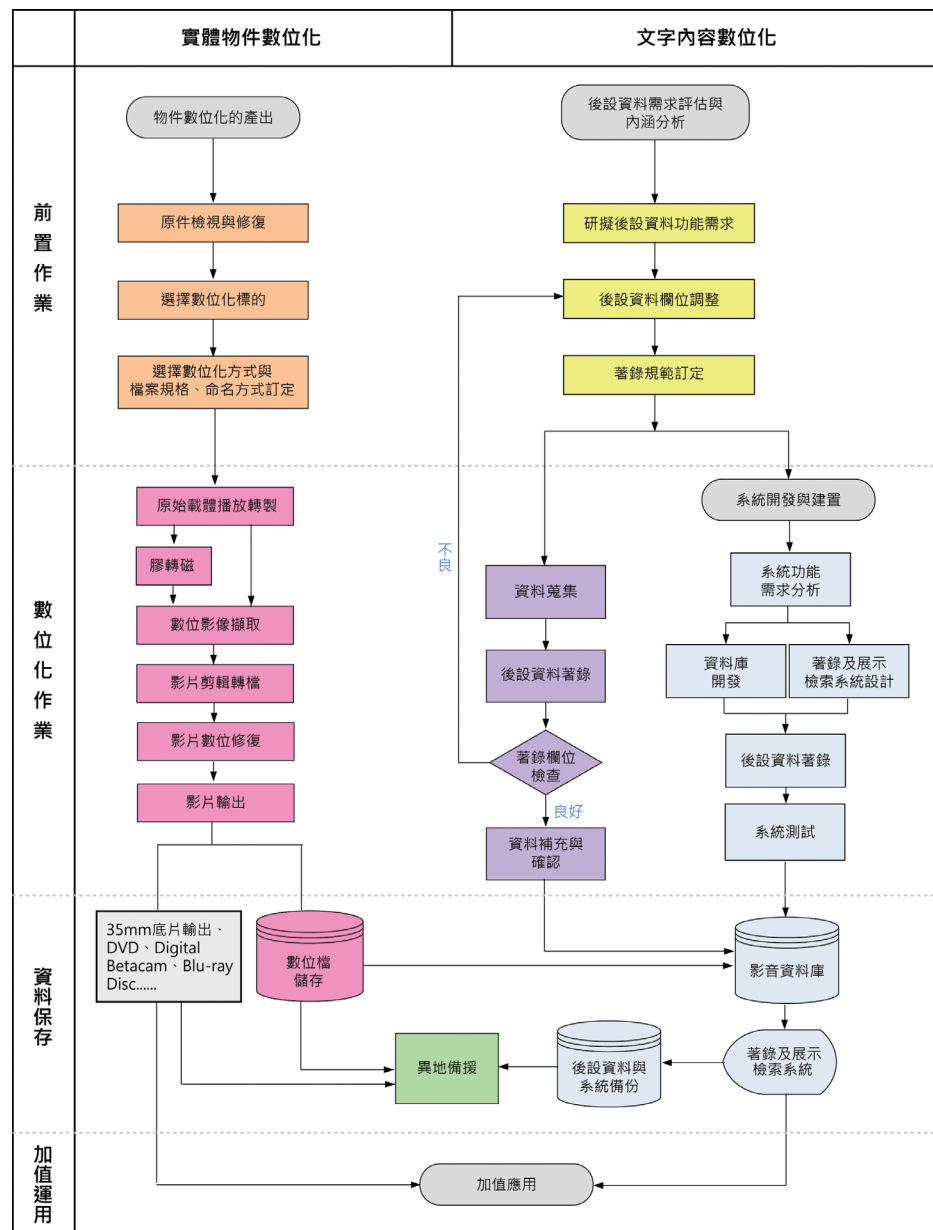 實體物件數位化
文字內容數位化
前置作業
物件數位化的產出
後設資料需求評估與
內涵分析
原件檢視與修復
研擬後設資料功能需求
選擇數位化標的
後設資料欄位調整
選擇數位化方式與
檔案規格、命名方式訂定
著錄規範訂定
數位化作業
原始載體播放轉製
膠轉磁
數位影像擷取
影片剪輯轉檔
影片數位修復
影片輸出
不良
資料蒐集
後設資料著錄
著錄欄位
檢查
良好
資料補充與
確認
系統開發與建置
系統功能
需求分析
資料庫
開發
著錄及展示
檢索系統設計
後設資料著錄
系統測試
資料保存
35mm底片輸出、
DVD、Digital
Betacam、Blu-ray
Disc......
數位檔
儲存
影音資料庫
異地備援
後設資料與
系統備份
著錄及展示
檢索系統
加值運用
加值應用